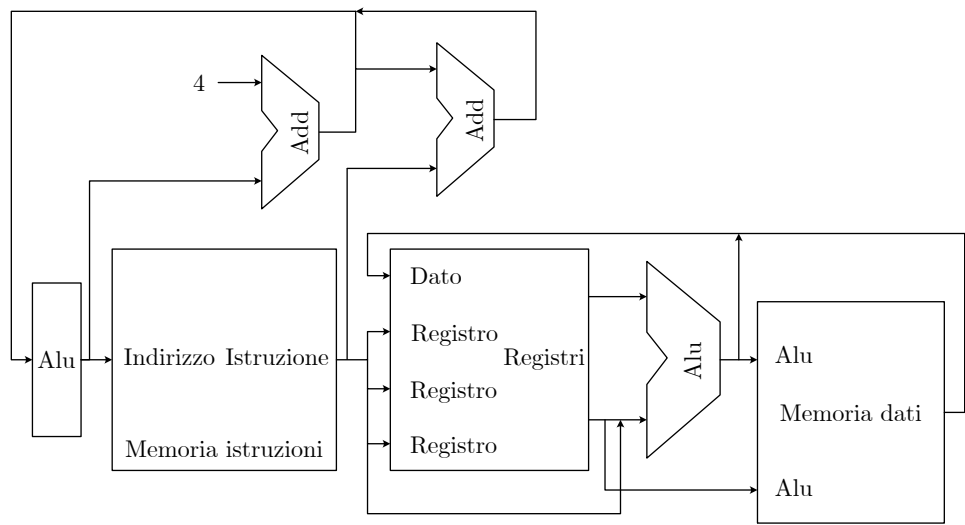 4
Add
Add
Alu
Indirizzo Istruzione
Memoria istruzioni
Dato
Registro
Registro
Registro
Registri
Alu
Alu
Memoria dati
Alu